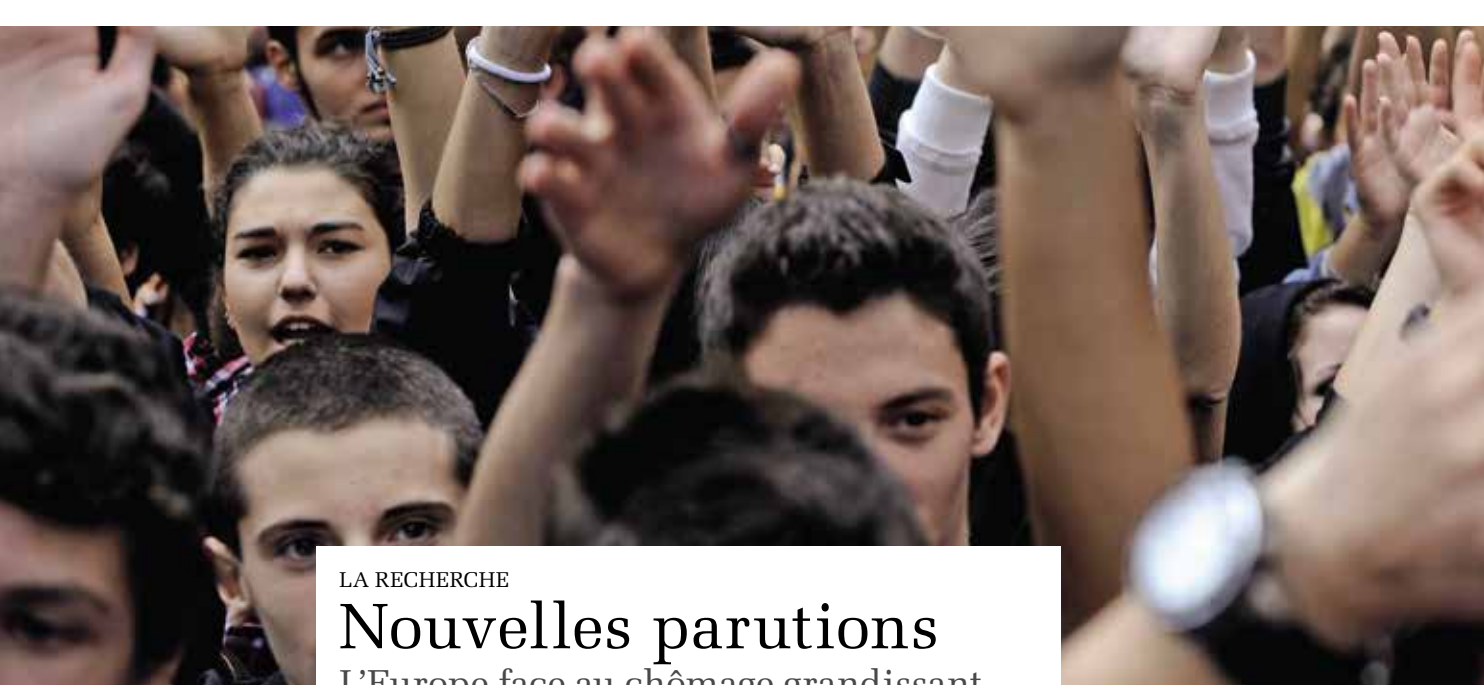 LA RECHERCHE
Nouvelles parutions
L’Europe face au chômage grandissant